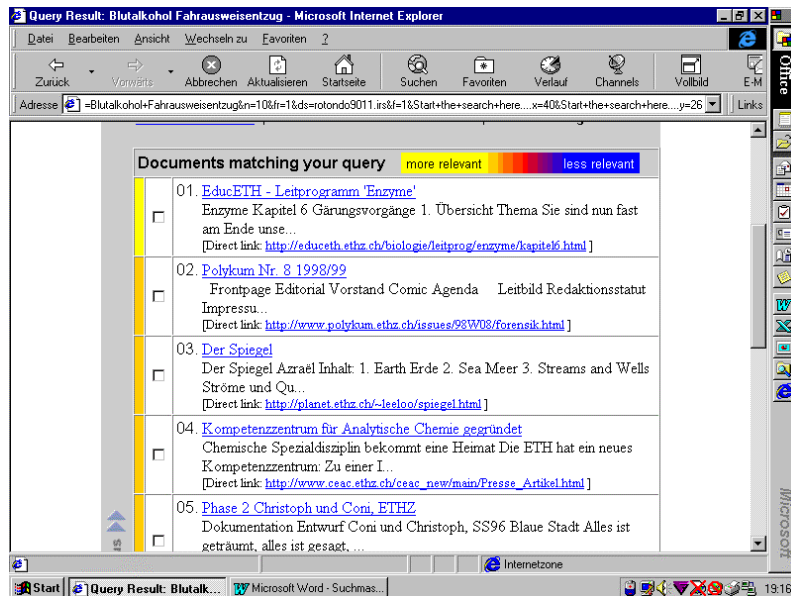 Query Result: Blutalkohol Fahrausweisentzug - Microsoft Internet Explorer
Datei Bearbeiten Ansicht Wechseln zu Favoriten ?
Zurück Vorwärts Abbrechen Aktualisieren Startseite Suchen Favoriten Verlauf Channels Vollbild E-M
Adresse =Blutalkohol+Fahrausweisentzug&n=10&fr=1&ds=rotondo9011.irs&f=1&Start+the+search+here....x=40&Start+the+search+here....y=26 Links
Documents matching your query more relevant less relevant
01. EducETH - Leitprogramm 'Enzyme'
Enzyme Kapitel 6 Gärungsvorgänge 1. Übersicht Thema Sie sind nun fast
am Ende unse...
[Direct link: http://educeth.ethz.ch/biologie/leitprog/enzyme/kapitel6.html ]
02. Polykum Nr. 8 1998/99
Frontpage Editorial Vorstand Comic Agenda Leitbild Redaktionsstatut
Impressu...
[Direct link: http://www.polykum.ethz.ch/issues/98W08/forensik.html ]
03. Der Spiegel
Der Spiegel Azraël Inhalt: 1. Earth Erde 2. Sea Meer 3. Streams and Wells
Ströme und Qu...
[Direct link: http://planet.ethz.ch/~leeloo/spiegel.html ]
04. Kompetenzzentrum für Analytische Chemie gegründet
Chemische Spezialdisziplin bekommt eine Heimat Die ETH hat ein neues
Kompetenzzentrum: Zu einer I...
[Direct link: http://www.ceac.ethz.ch/ceac_new/main/Presse_Artikel.html ]
05. Phase 2 Christoph und Coni, ETHZ
Dokumentation Entwurf Coni und Christoph, SS96 Blaue Stadt Alles ist
geträumt, alles ist gesagt, ...
Internetzone
Office
Microsoft
Start Query Result: Blutalk... Microsoft Word - Suchmas... 19:16